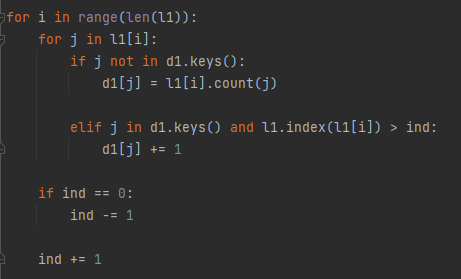 for i in range(len(l1)):
    for j in l1[i]:
        if j not in d1.keys():
            d1[j] = l1[i].count(j)

        elif j in d1.keys() and l1.index(l1[i]) > ind:
            d1[j] += 1

    if ind == 0:
        ind -= 1

    ind += 1